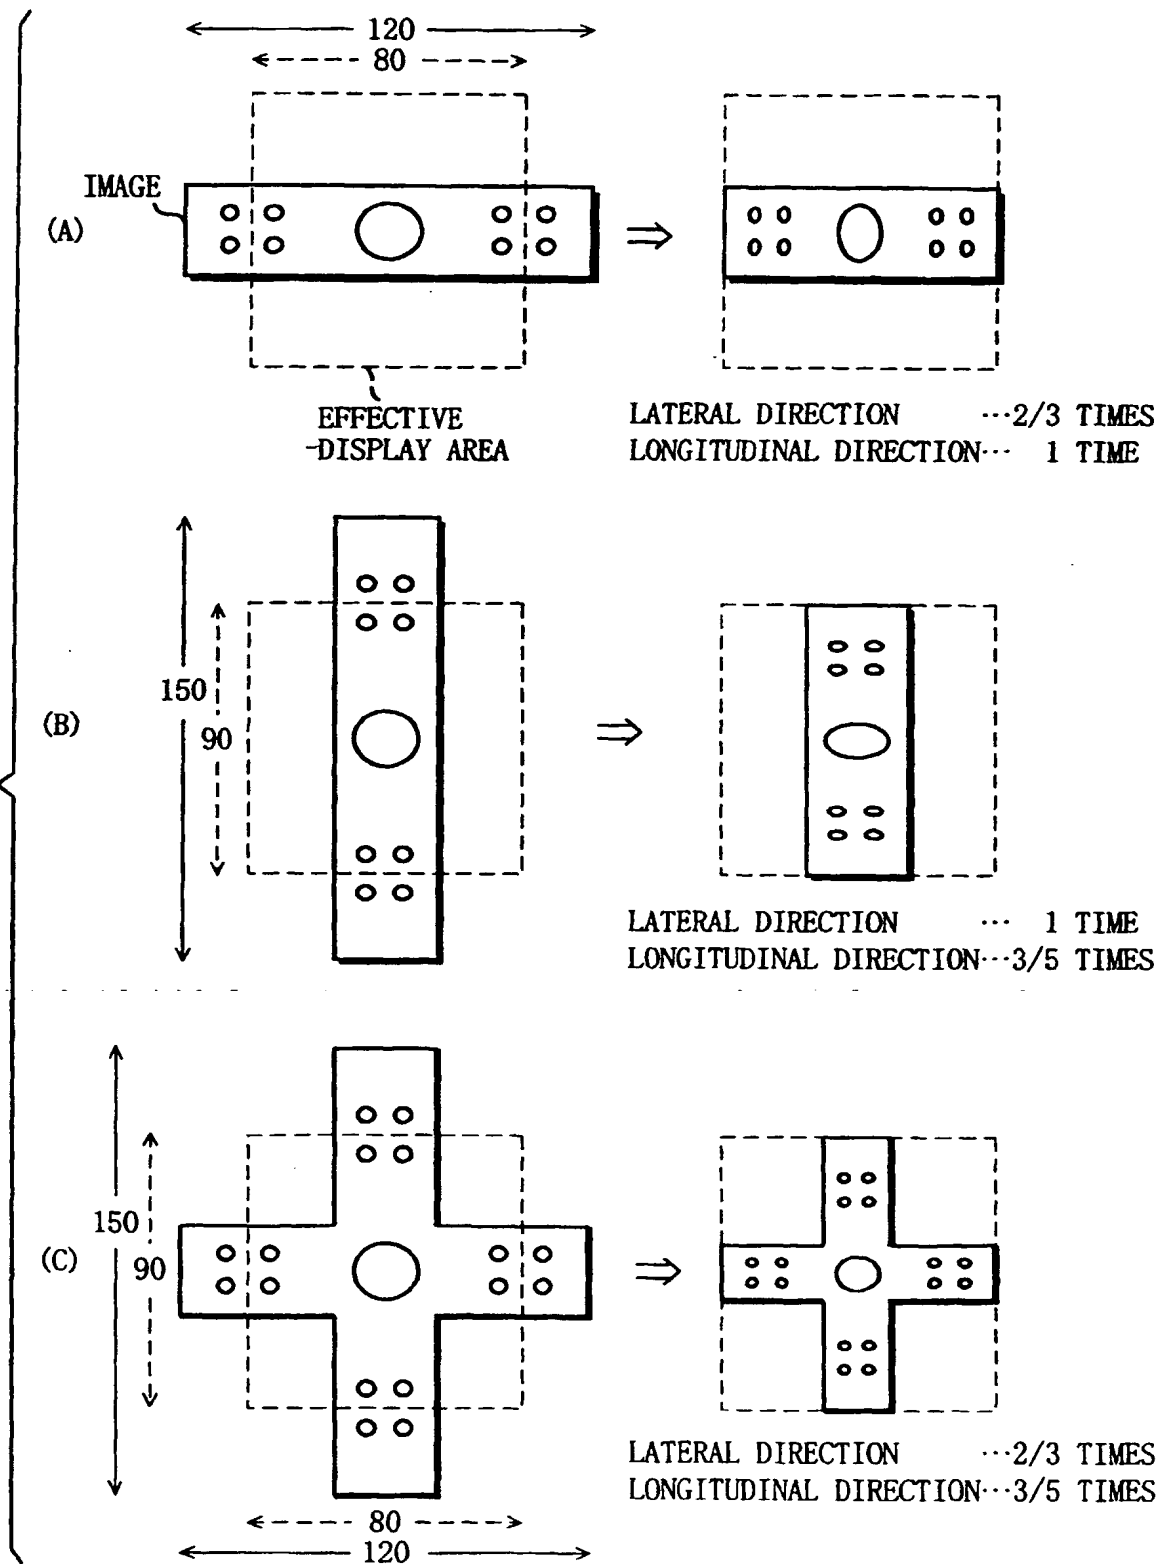 120
80
IMAGE
(A)
EFFECTIVE
DISPLAY AREA
LATERAL DIRECTION ···2/3 TIMES
LONGITUDINAL DIRECTION··· 1 TIME
150
90
(B)
LATERAL DIRECTION ··· 1 TIME
LONGITUDINAL DIRECTION···3/5 TIMES
150
90
(C)
LATERAL DIRECTION ···2/3 TIMES
LONGITUDINAL DIRECTION···3/5 TIMES
80
120